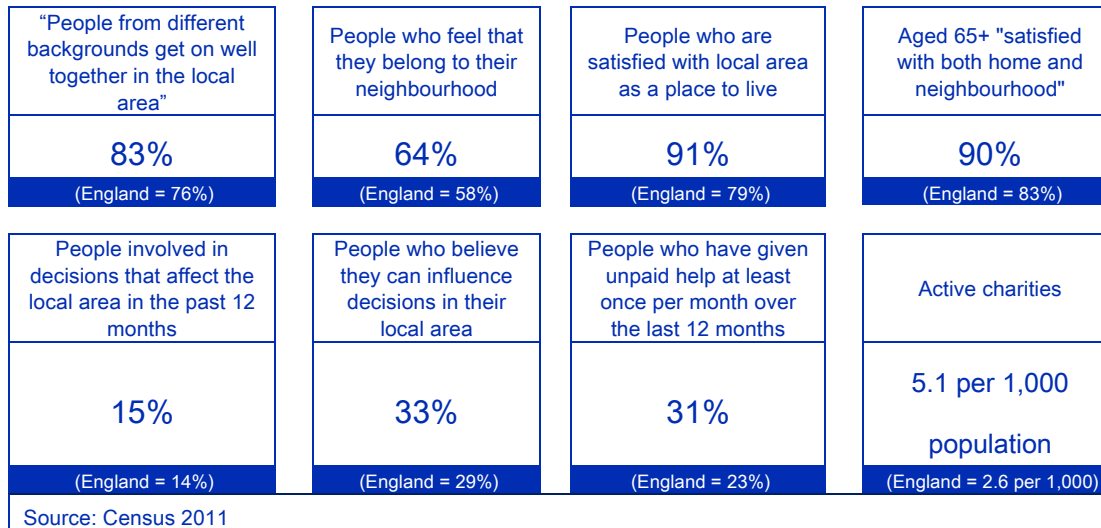 “People from different
backgrounds get on well
together in the local
area”
83%
(England = 76%)
People who feel that
they belong to their
neighbourhood
64%
(England = 58%)
People who are
satisfied with local area
as a place to live
91%
(England = 79%)
Aged 65+ "satisfied
with both home and
neighbourhood"
90%
(England = 83%)
People involved in
decisions that affect the
local area in the past 12
months
15%
(England = 14%)
People who believe
they can influence
decisions in their
local area
33%
(England = 29%)
People who have given
unpaid help at least
once per month over
the last 12 months
31%
(England = 23%)
Active charities
5.1 per 1,000
population
(England = 2.6 per 1,000)
Source: Census 2011